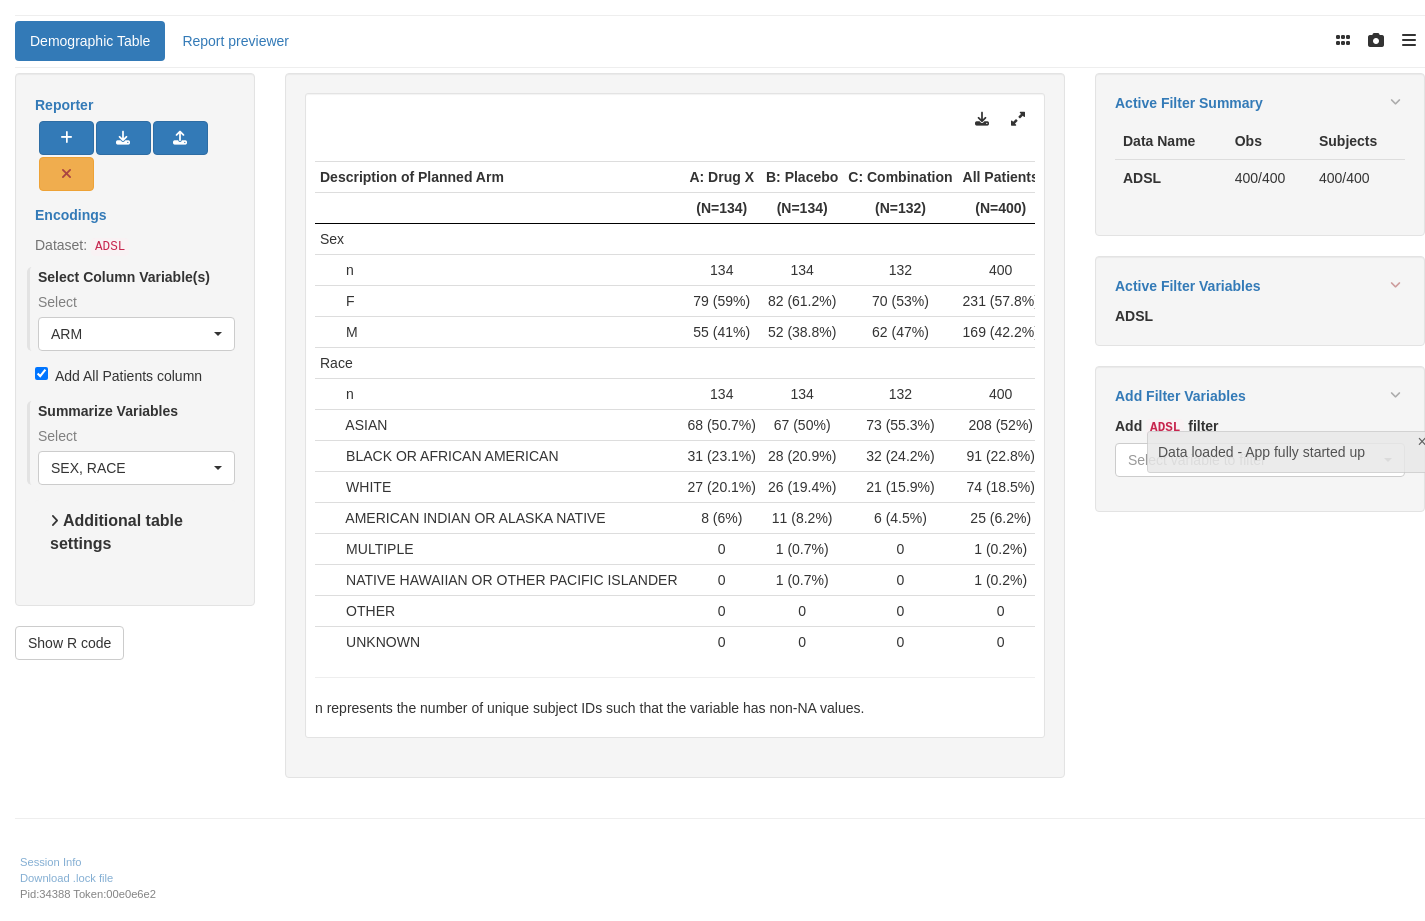 Demographic Table
Report previewer
Reporter
Encodings
Dataset: ADSL
Select Column Variable(s)
Select
ARM
Add All Patients column
Summarize Variables
Select
SEX, RACE
Additional table
settings
Show R code
Description of Planned Arm A: Drug X B: Placebo C: Combination All Patients
(N=134) (N=134) (N=132) (N=400)
Sex
n 134 134 132 400
F 79 (59%) 82 (61.2%) 70 (53%) 231 (57.8%
M 55 (41%) 52 (38.8%) 62 (47%) 169 (42.2%
Race
n 134 134 132 400
ASIAN 68 (50.7%) 67 (50%) 73 (55.3%) 208 (52%)
BLACK OR AFRICAN AMERICAN 31 (23.1%) 28 (20.9%) 32 (24.2%) 91 (22.8%)
WHITE 27 (20.1%) 26 (19.4%) 21 (15.9%) 74 (18.5%)
AMERICAN INDIAN OR ALASKA NATIVE 8 (6%) 11 (8.2%) 6 (4.5%) 25 (6.2%)
MULTIPLE 0 1 (0.7%) 0 1 (0.2%)
NATIVE HAWAIIAN OR OTHER PACIFIC ISLANDER 0 1 (0.7%) 0 1 (0.2%)
OTHER 0 0 0 0
UNKNOWN 0 0 0 0
n represents the number of unique subject IDs such that the variable has non-NA values.
Active Filter Summary
Data Name Obs Subjects
ADSL 400/400 400/400
Active Filter Variables
ADSL
Add Filter Variables
Add ADSL filter
Select variable to filter
Data loaded - App fully started up
×
Session Info
Download .lock file
Pid:34388 Token:00e0e6e2